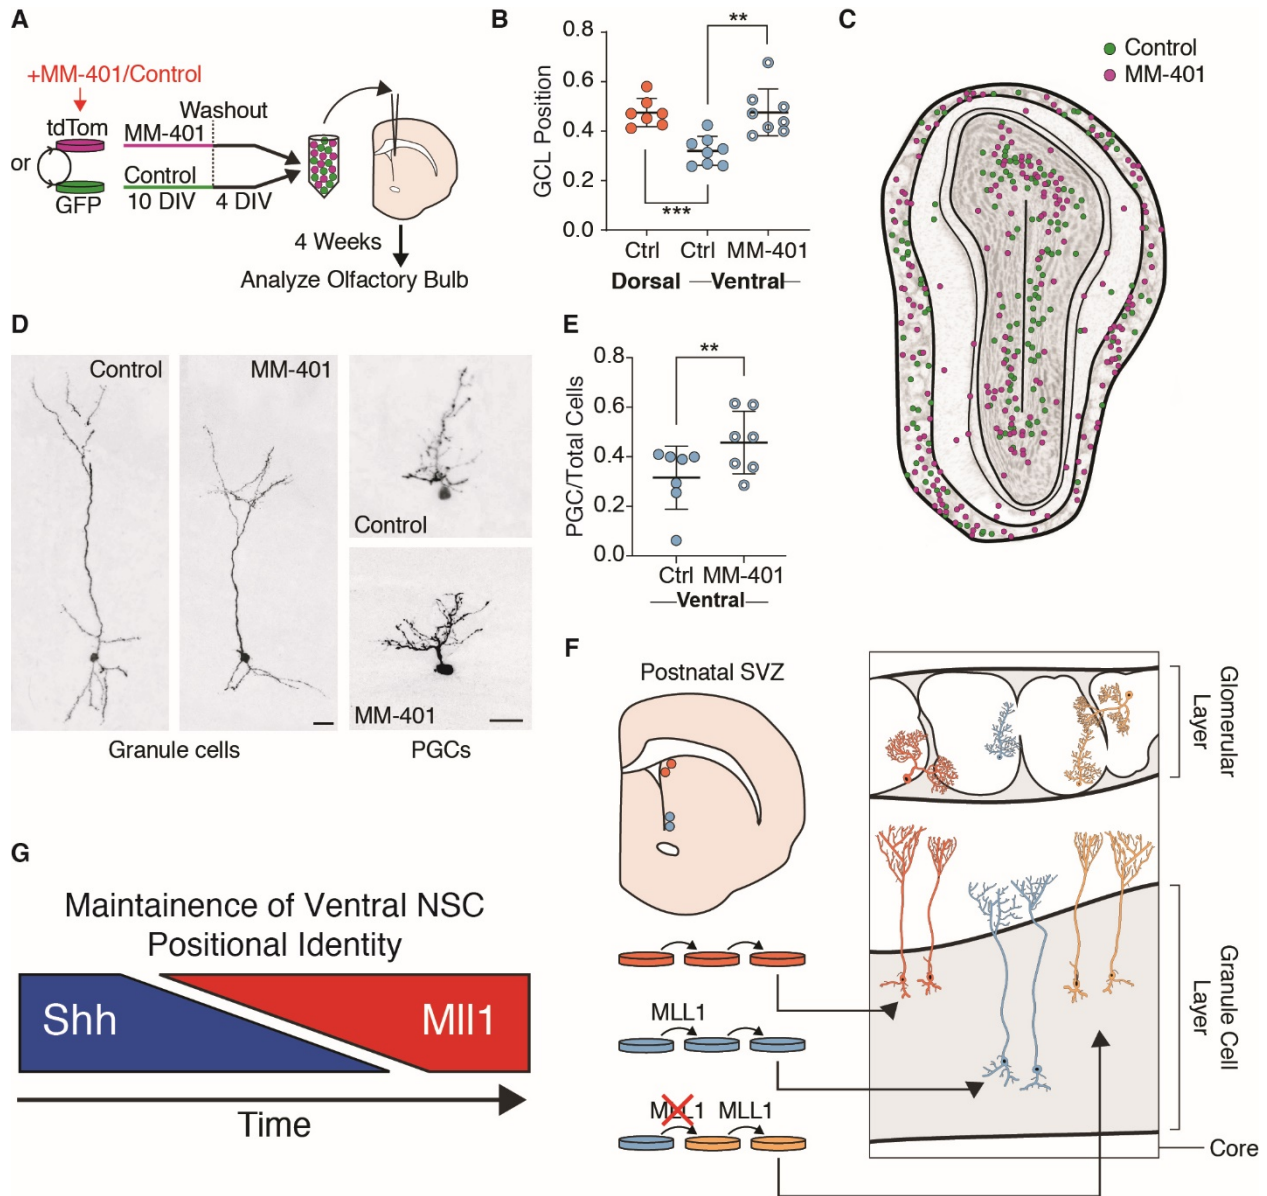 A
+MM-401/Control
Washout
tdTom
MM-401
or
Control
GFP
10 DIV
4 DIV
4 Weeks
Analyze Olfactory Bulb
B
GCL Position
0.8
0.6
0.4
0.2
0.0
**
***
Ctrl
Ctrl
MM-401
Dorsal
Ventral
C
Control
MM-401
D
Control
MM-401
Control
MM-401
Granule cells
PGCs
E
PGC/Total Cells
0.8
0.6
0.4
0.2
0.0
**
Ctrl
MM-401
Ventral
F
Postnatal SVZ
MLL1
MLL1
MLL1
Glomerular
Layer
Granule Cell
Layer
Core
G
Maintainence of Ventral NSC
Positional Identity
Shh
Mll1
Time